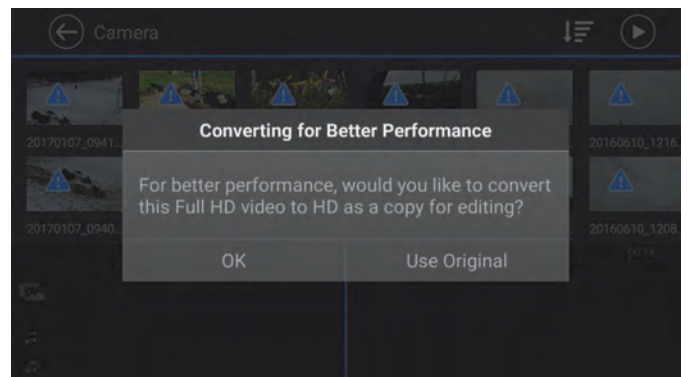 Camera
Converting for Better Performance
20170107_0941...
20160610_1216...
For better performance, would you like to convert
this Full HD video to HD as a copy for editing?
20170107_0940...
20160610_1208...
OK
Use Original